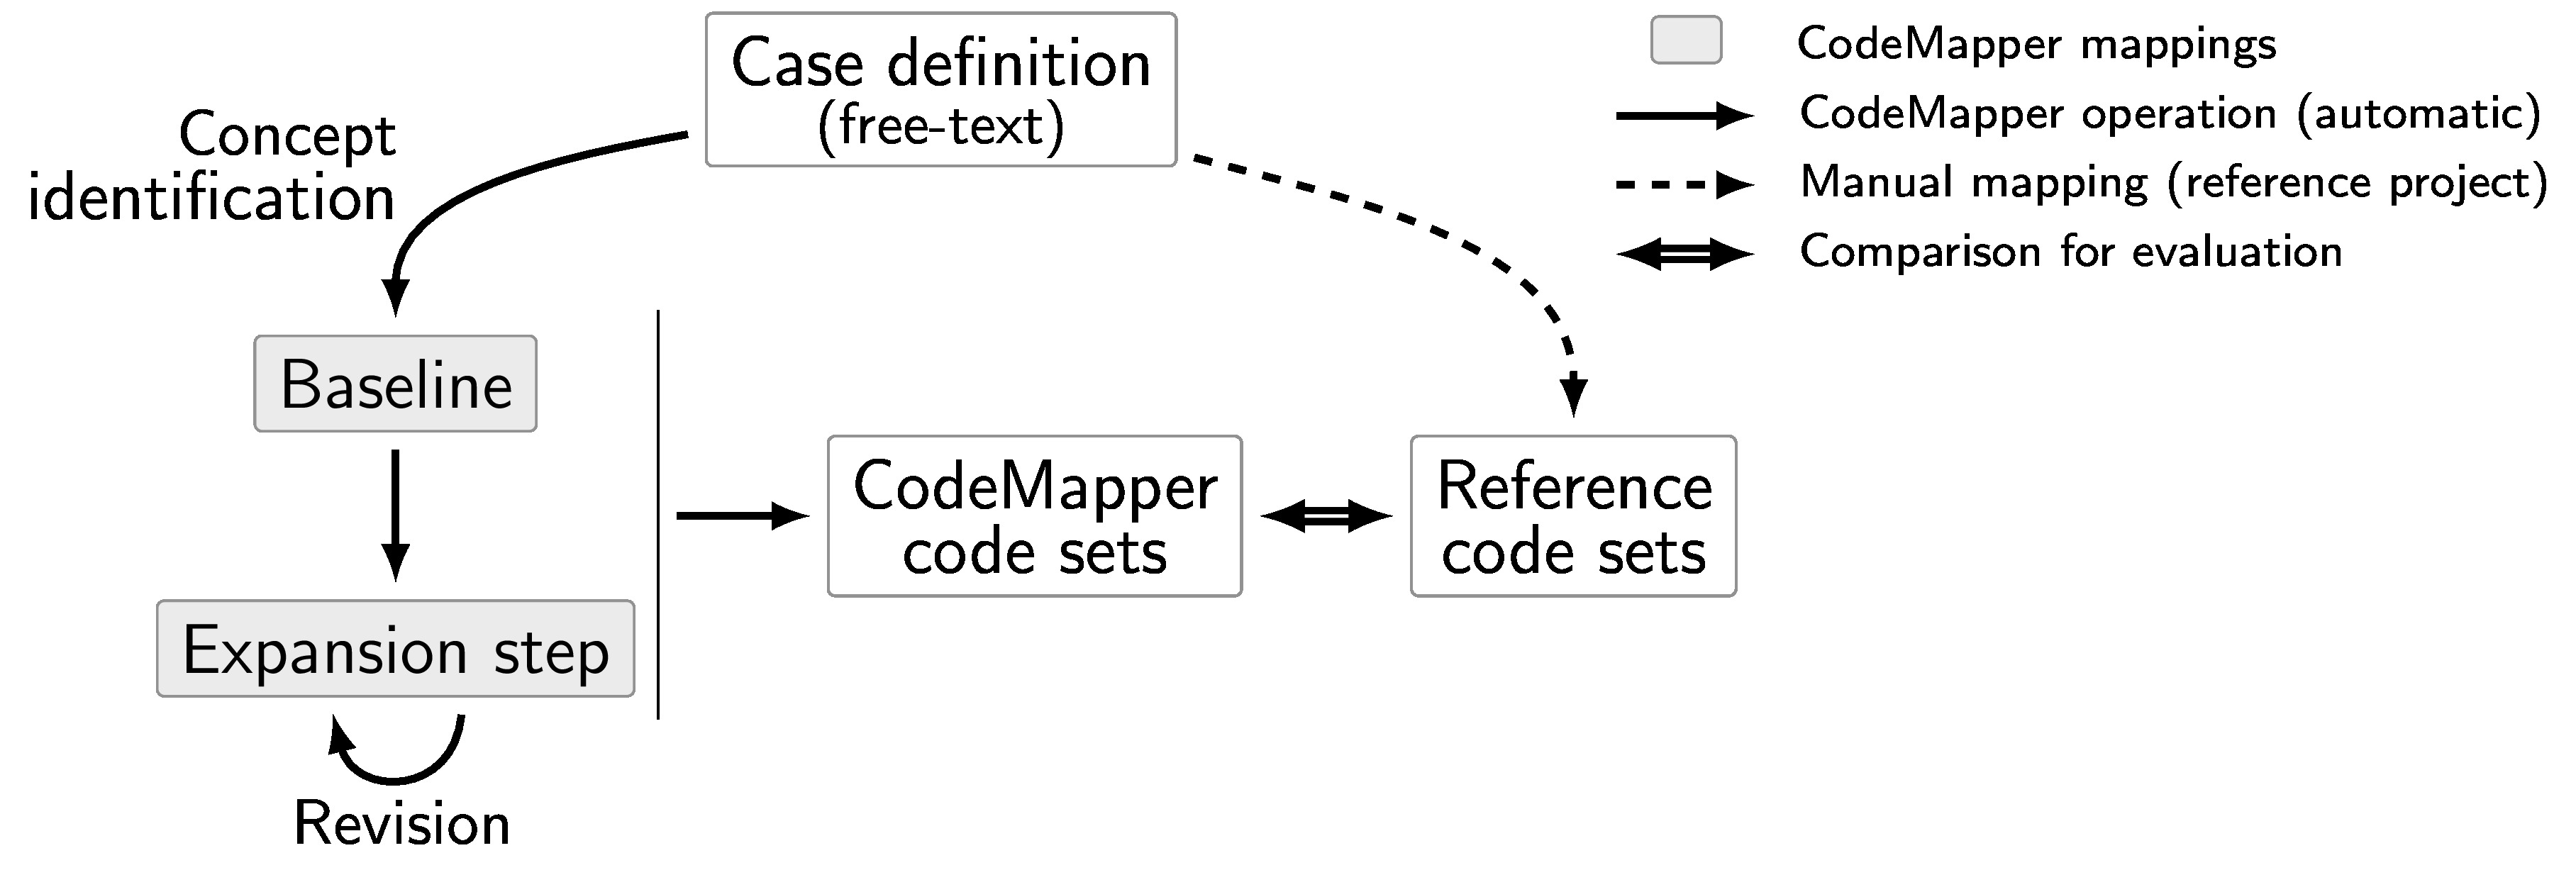 Case definition
(free-text)
Concept
identification
Baseline
Expansion step
Revision
CodeMapper
code sets
Reference
code sets
CodeMapper mappings
CodeMapper operation (automatic)
Manual mapping (reference project)
Comparison for evaluation